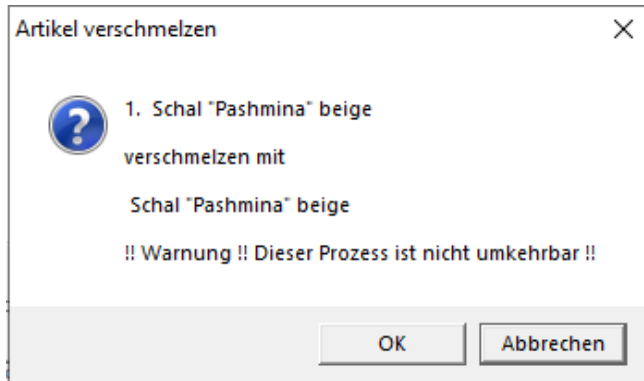 Artikel verschmelzen
1. Schal "Pashmina" beige
verschmelzen mit
Schal "Pashmina" beige
!! Warnung !! Dieser Prozess ist nicht umkehrbar !!
OK
Abbrechen